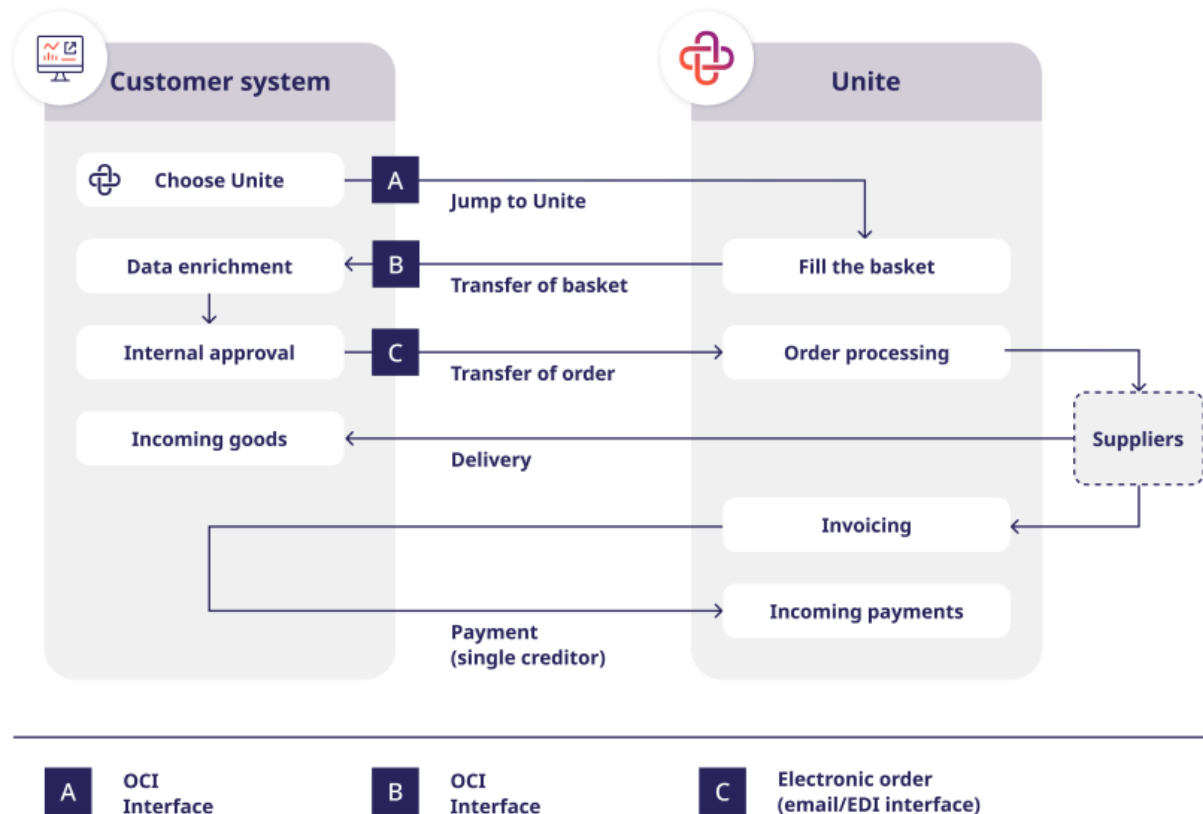 Customer system
Unite
Choose Unite
A
Jump to Unite
Data enrichment
B
Fill the basket
Transfer of basket
Internal approval
C
Order processing
Transfer of order
Incoming goods
Suppliers
Delivery
Invoicing
Incoming payments
Payment
(single creditor)
A
OCI
Interface
B
OCI
Interface
C
Electronic order
(email/EDI interface)